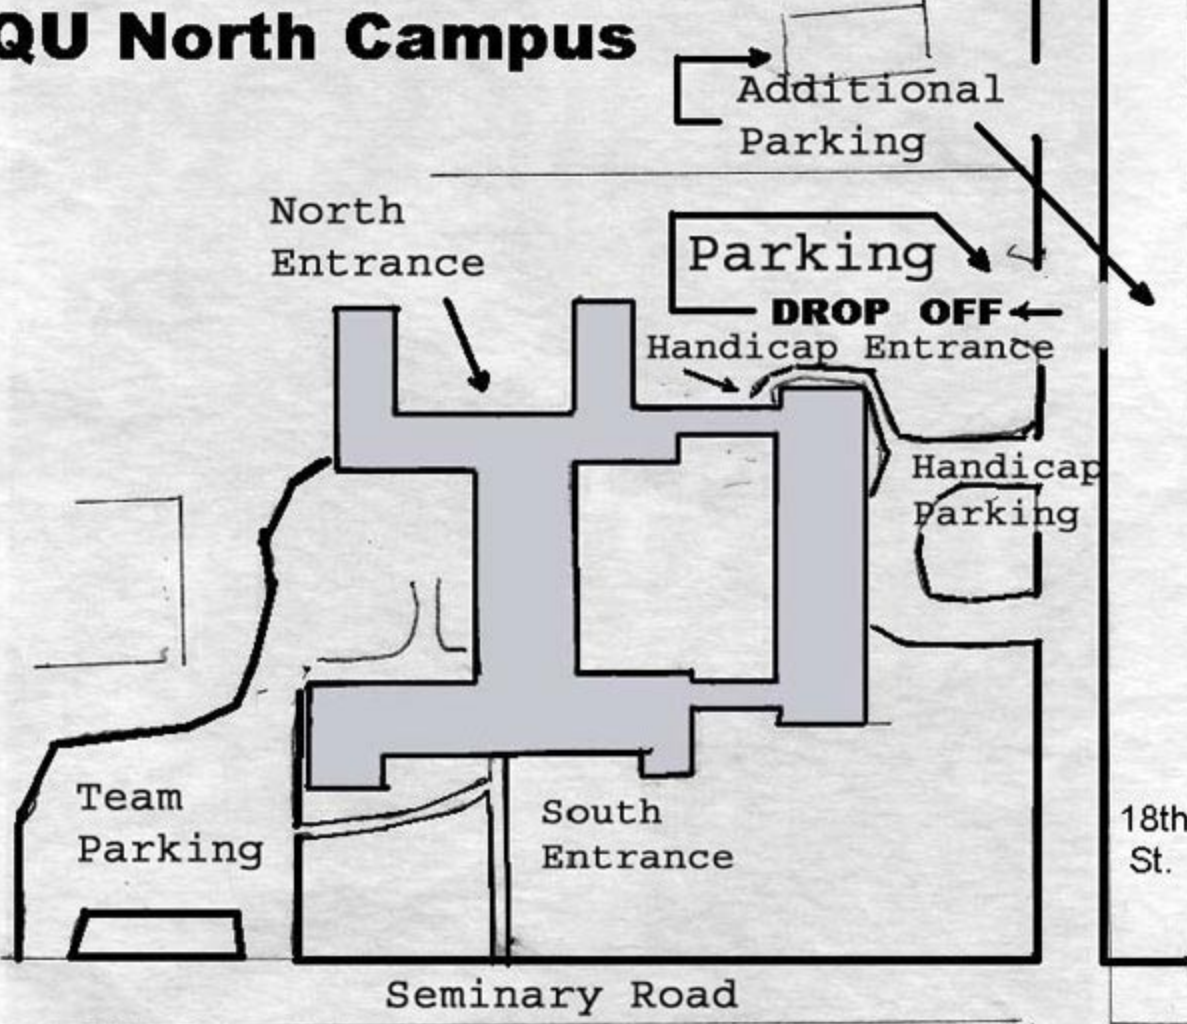 QU North Campus
Additional
Parking
North
Entrance
Parking
DROP OFF
Handicap Entrance
Handicap
Parking
Team
Parking
South
Entrance
18th
St.
Seminary Road